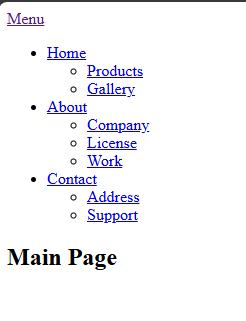 Menu
Home
Products
Gallery
About
Company
License
Work
Contact
Address
Support
Main Page